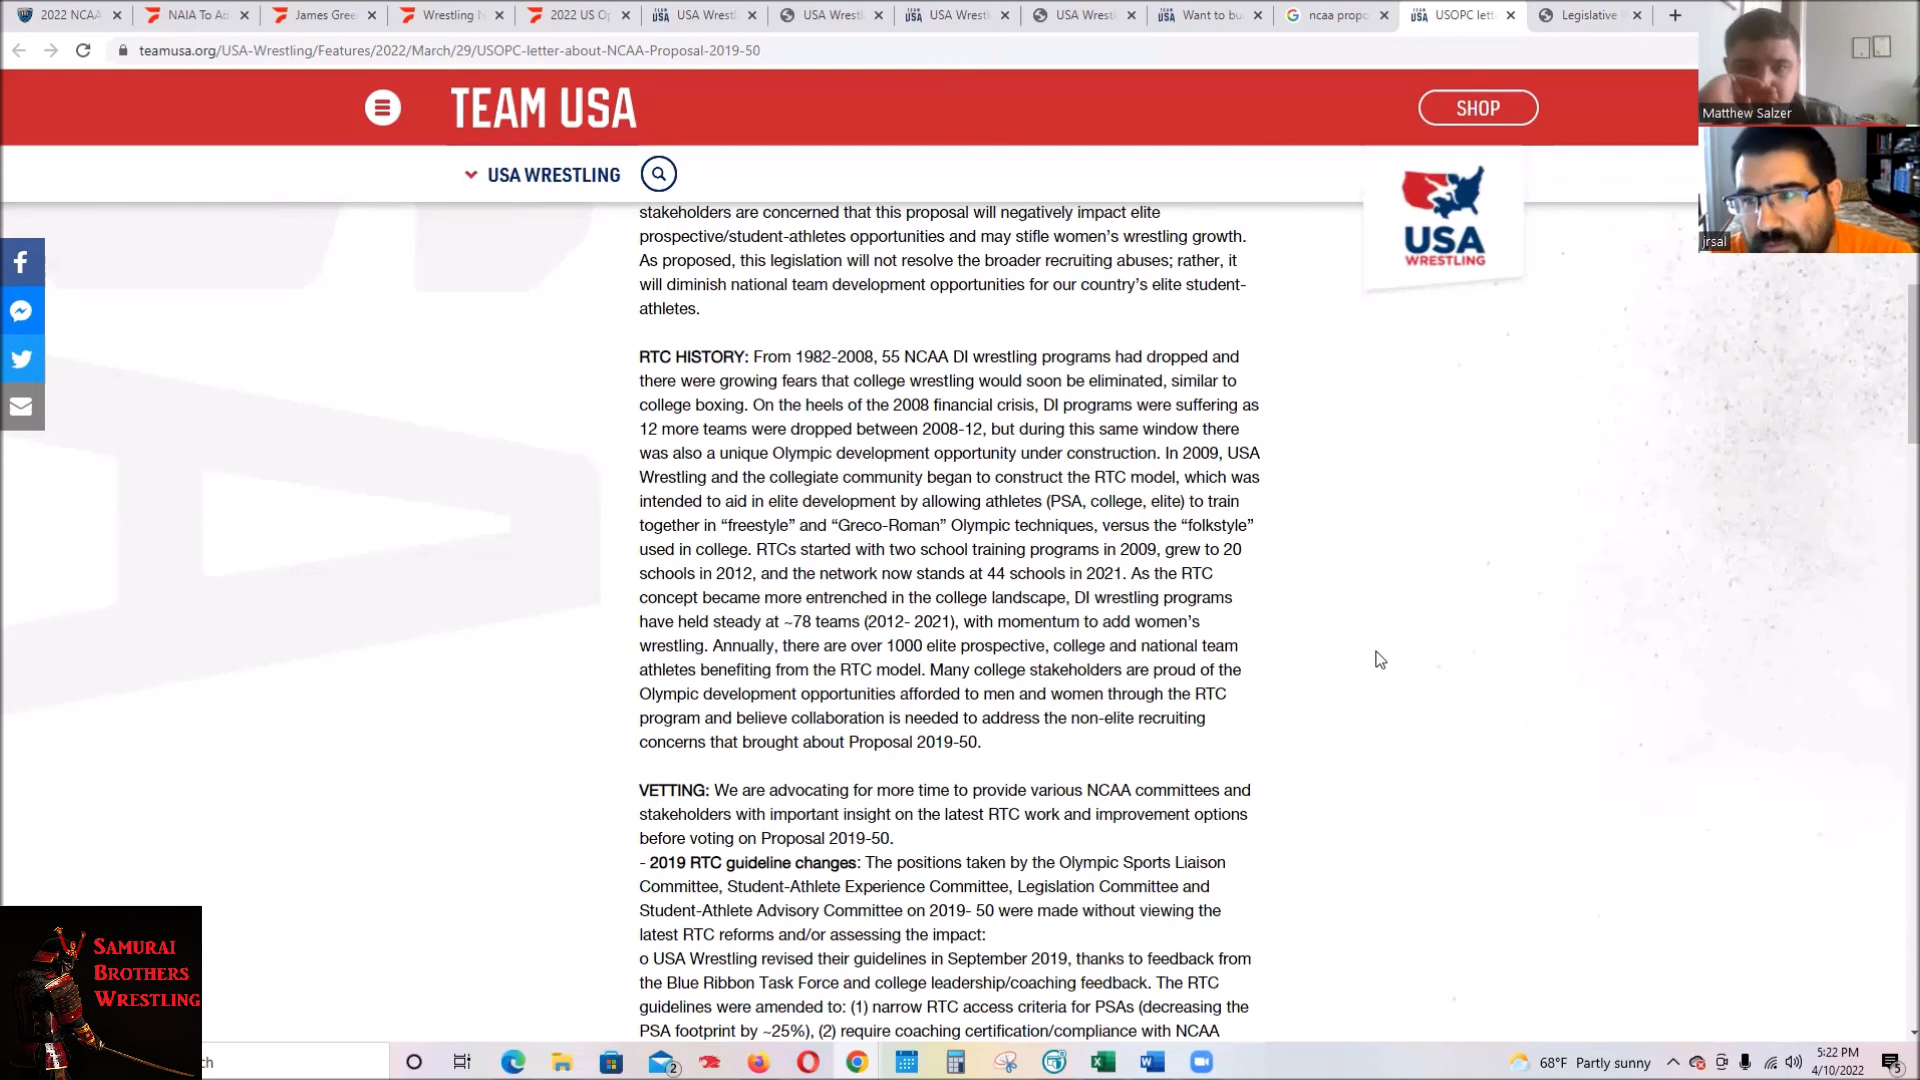 2022 NCAA
NAIA To Ad
James Gree
Wrestling N
2022 US Op
USA Wrestl
USA Wrestl
USA Wrestl
USA Wrestl
Want to bu
ncaa propo
USOPC lett
Legislative
teamusa.org/USA-Wrestling/Features/2022/March/29/USOPC-letter-about-NCAA-Proposal-2019-50
TEAM USA
SHOP
Matthew Salzer
USA WRESTLING
USA
WRESTLING
jrsal
stakeholders are concerned that this proposal will negatively impact elite
prospective/student-athletes opportunities and may stifle women's wrestling growth.
As proposed, this legislation will not resolve the broader recruiting abuses; rather, it
will diminish national team development opportunities for our country's elite student-
athletes.
RTC HISTORY: From 1982-2008, 55 NCAA DI wrestling programs had dropped and
there were growing fears that college wrestling would soon be eliminated, similar to
college boxing. On the heels of the 2008 financial crisis, DI programs were suffering as
12 more teams were dropped between 2008-12, but during this same window there
was also a unique Olympic development opportunity under construction. In 2009, USA
Wrestling and the collegiate community began to construct the RTC model, which was
intended to aid in elite development by allowing athletes (PSA, college, elite) to train
together in “freestyle” and “Greco-Roman” Olympic techniques, versus the “folkstyle”
used in college. RTCs started with two school training programs in 2009, grew to 20
schools in 2012, and the network now stands at 44 schools in 2021. As the RTC
concept became more entrenched in the college landscape, DI wrestling programs
have held steady at ~78 teams (2012- 2021), with momentum to add women's
wrestling. Annually, there are over 1000 elite prospective, college and national team
athletes benefiting from the RTC model. Many college stakeholders are proud of the
Olympic development opportunities afforded to men and women through the RTC
program and believe collaboration is needed to address the non-elite recruiting
concerns that brought about Proposal 2019-50.
VETTING: We are advocating for more time to provide various NCAA committees and
stakeholders with important insight on the latest RTC work and improvement options
before voting on Proposal 2019-50.
- 2019 RTC guideline changes: The positions taken by the Olympic Sports Liaison
Committee, Student-Athlete Experience Committee, Legislation Committee and
Student-Athlete Advisory Committee on 2019- 50 were made without viewing the
latest RTC reforms and/or assessing the impact:
o USA Wrestling revised their guidelines in September 2019, thanks to feedback from
the Blue Ribbon Task Force and college leadership/coaching feedback. The RTC
guidelines were amended to: (1) narrow RTC access criteria for PSAs (decreasing the
PSA footprint by ~25%), (2) require coaching certification/compliance with NCAA
SAMURAI
BROTHERS
WRESTLING
ch
2
68°F Partly sunny
5:22 PM
4/10/2022
5